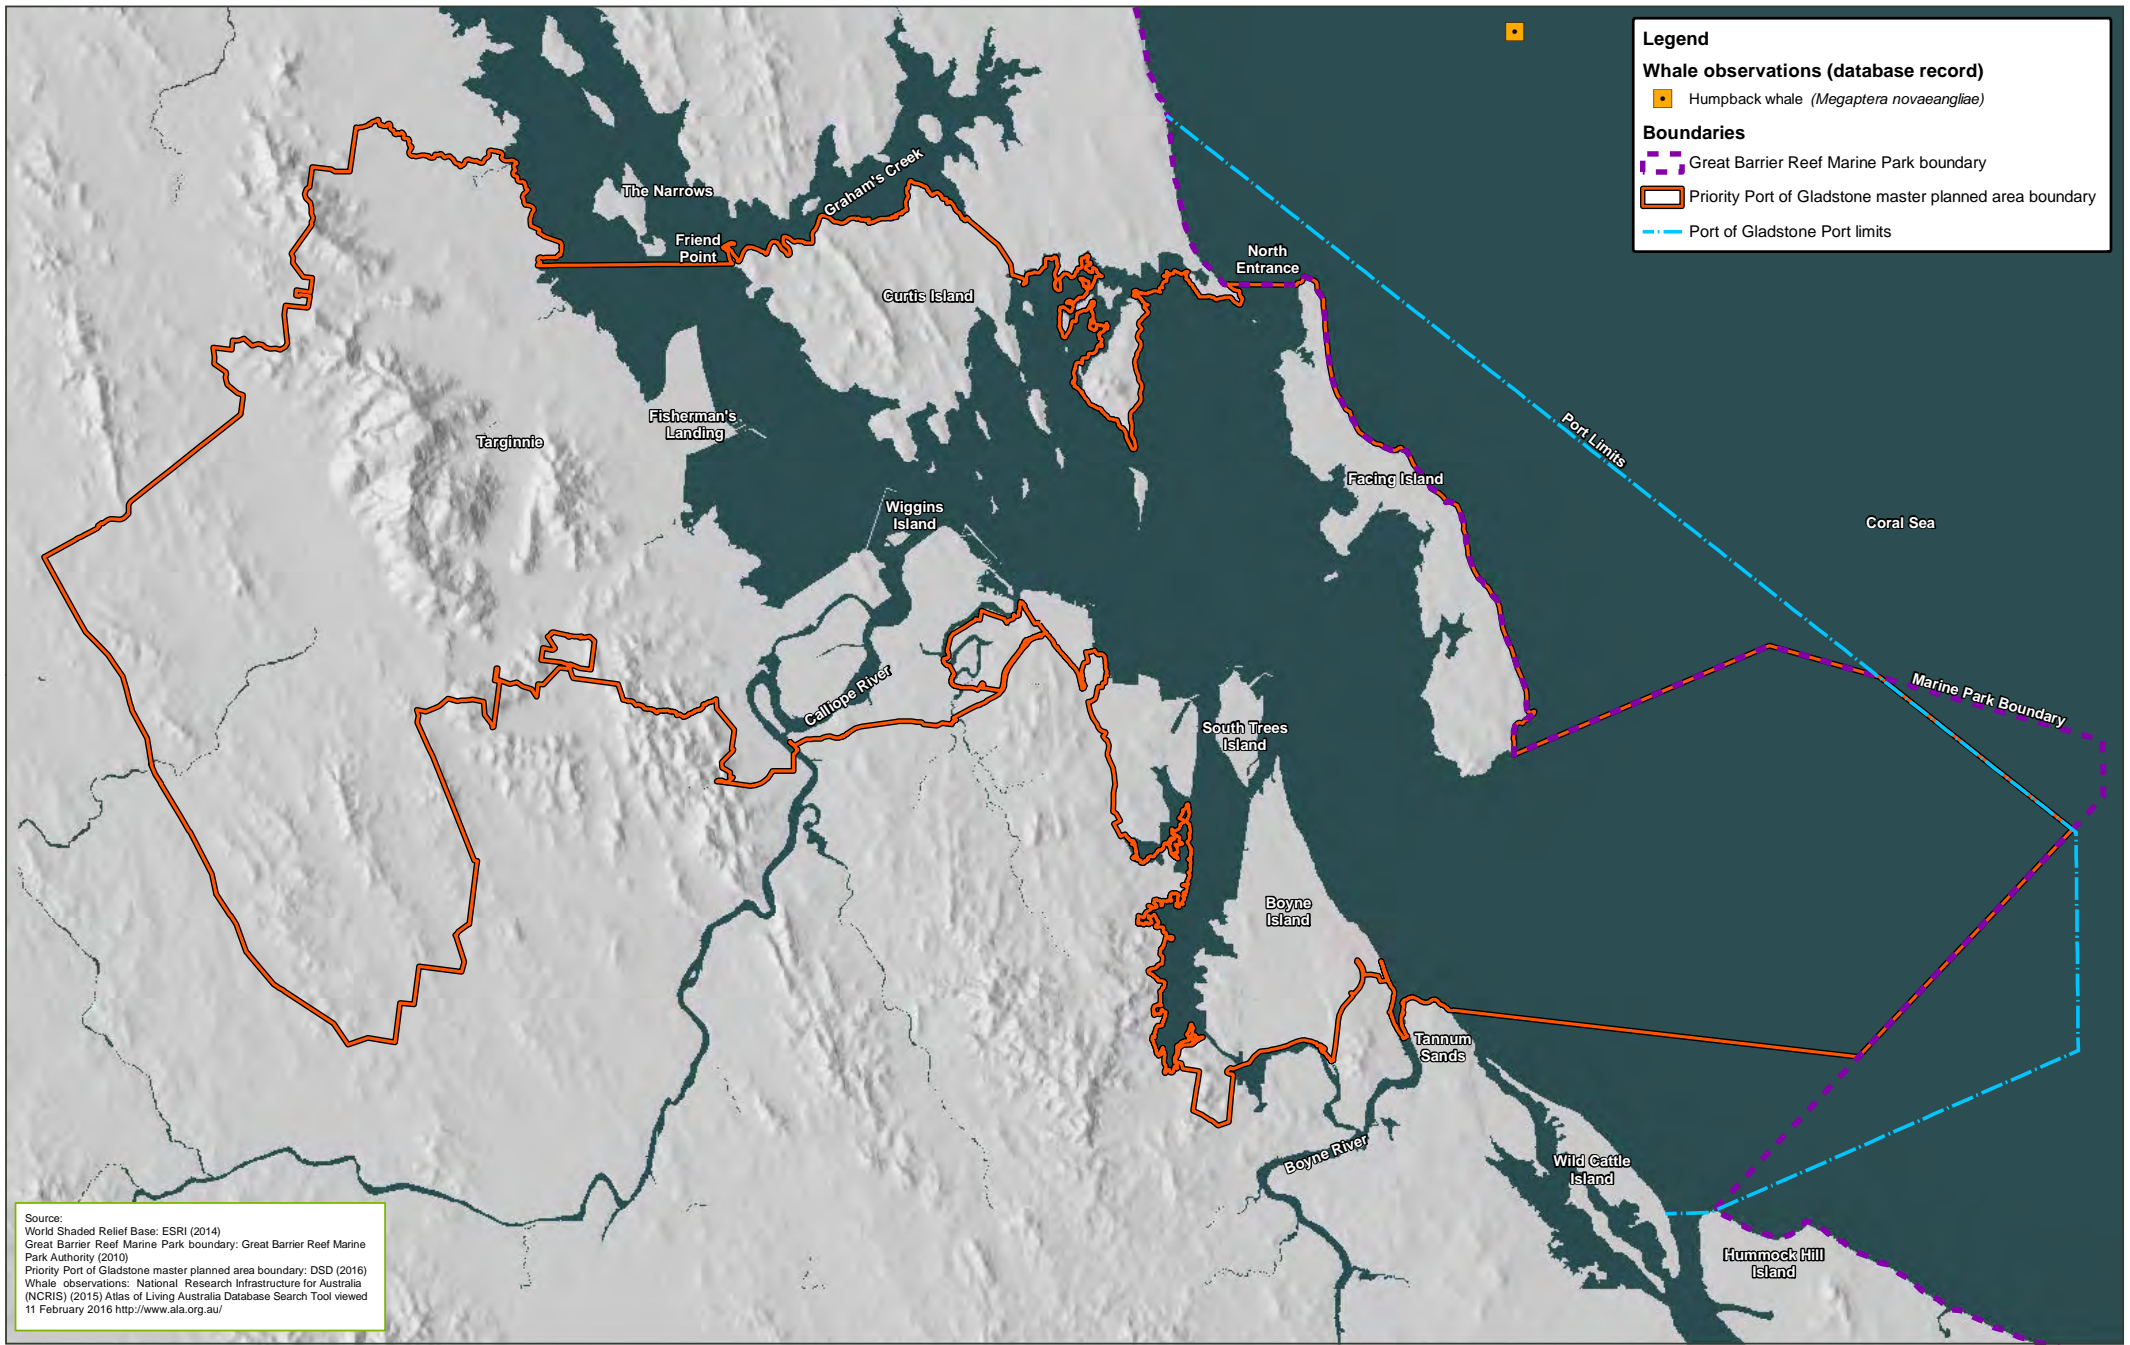 Legend
Whale observations (database record)
Humpback whale (Megaptera novaeangliae)
Boundaries
Great Barrier Reef Marine Park boundary
Priority Port of Gladstone master planned area boundary
Port of Gladstone Port limits
The Narrows
Graham's Creek
Friend
Point
North
Entrance
Curtis Island
Fisherman's
Landing
Targinnie
Port Limits
Facing Island
Wiggins
Island
Coral Sea
Calliope River
Marine Park Boundary
South Trees
Island
Boyne
Island
Tannum
Sands
Boyne River
Wild Cattle
Island
Hummock Hill
Island
Source:
World Shaded Relief Base: ESRI (2014)
Great Barrier Reef Marine Park boundary: Great Barrier Reef Marine
Park Authority (2010)
Priority Port of Gladstone master planned area boundary: DSD (2016)
Whale observations: National Research Infrastructure for Australia
(NCRIS) (2015) Atlas of Living Australia Database Search Tool viewed
11 February 2016 http://www.ala.org.au/